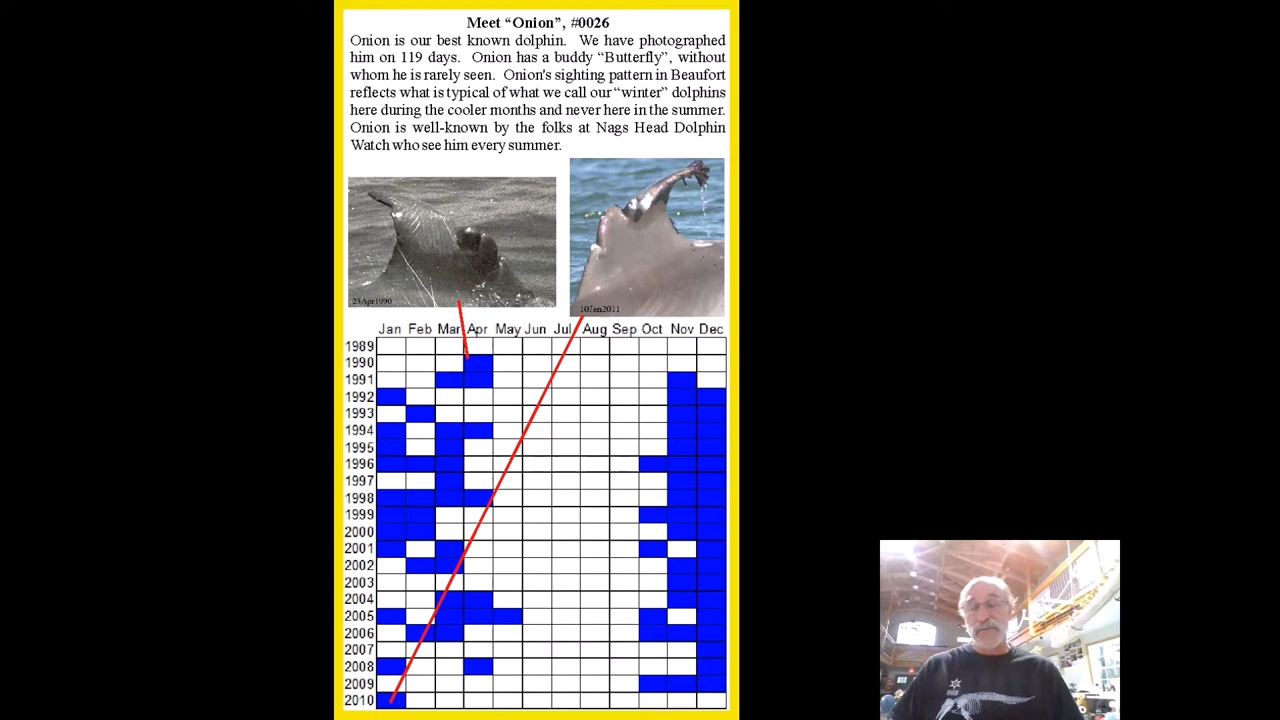 Meet “Onion”, #0026
Onion is our best known dolphin. We have photographed
him on 119 days. Onion has a buddy “Butterfly”, without
whom he is rarely seen. Onion's sighting pattern in Beaufort
reflects what is typical of what we call our “winter” dolphins
here during the cooler months and never here in the summer.
Onion is well-known by the folks at Nags Head Dolphin
Watch who see him every summer.
23Apr1990
10Jan2011
Jan Feb Mar Apr May Jun Jul Aug Sep Oct Nov Dec
1989
1990
1991
1992
1993
1994
1995
1996
1997
1998
1999
2000
2001
2002
2003
2004
2005
2006
2007
2008
2009
2010